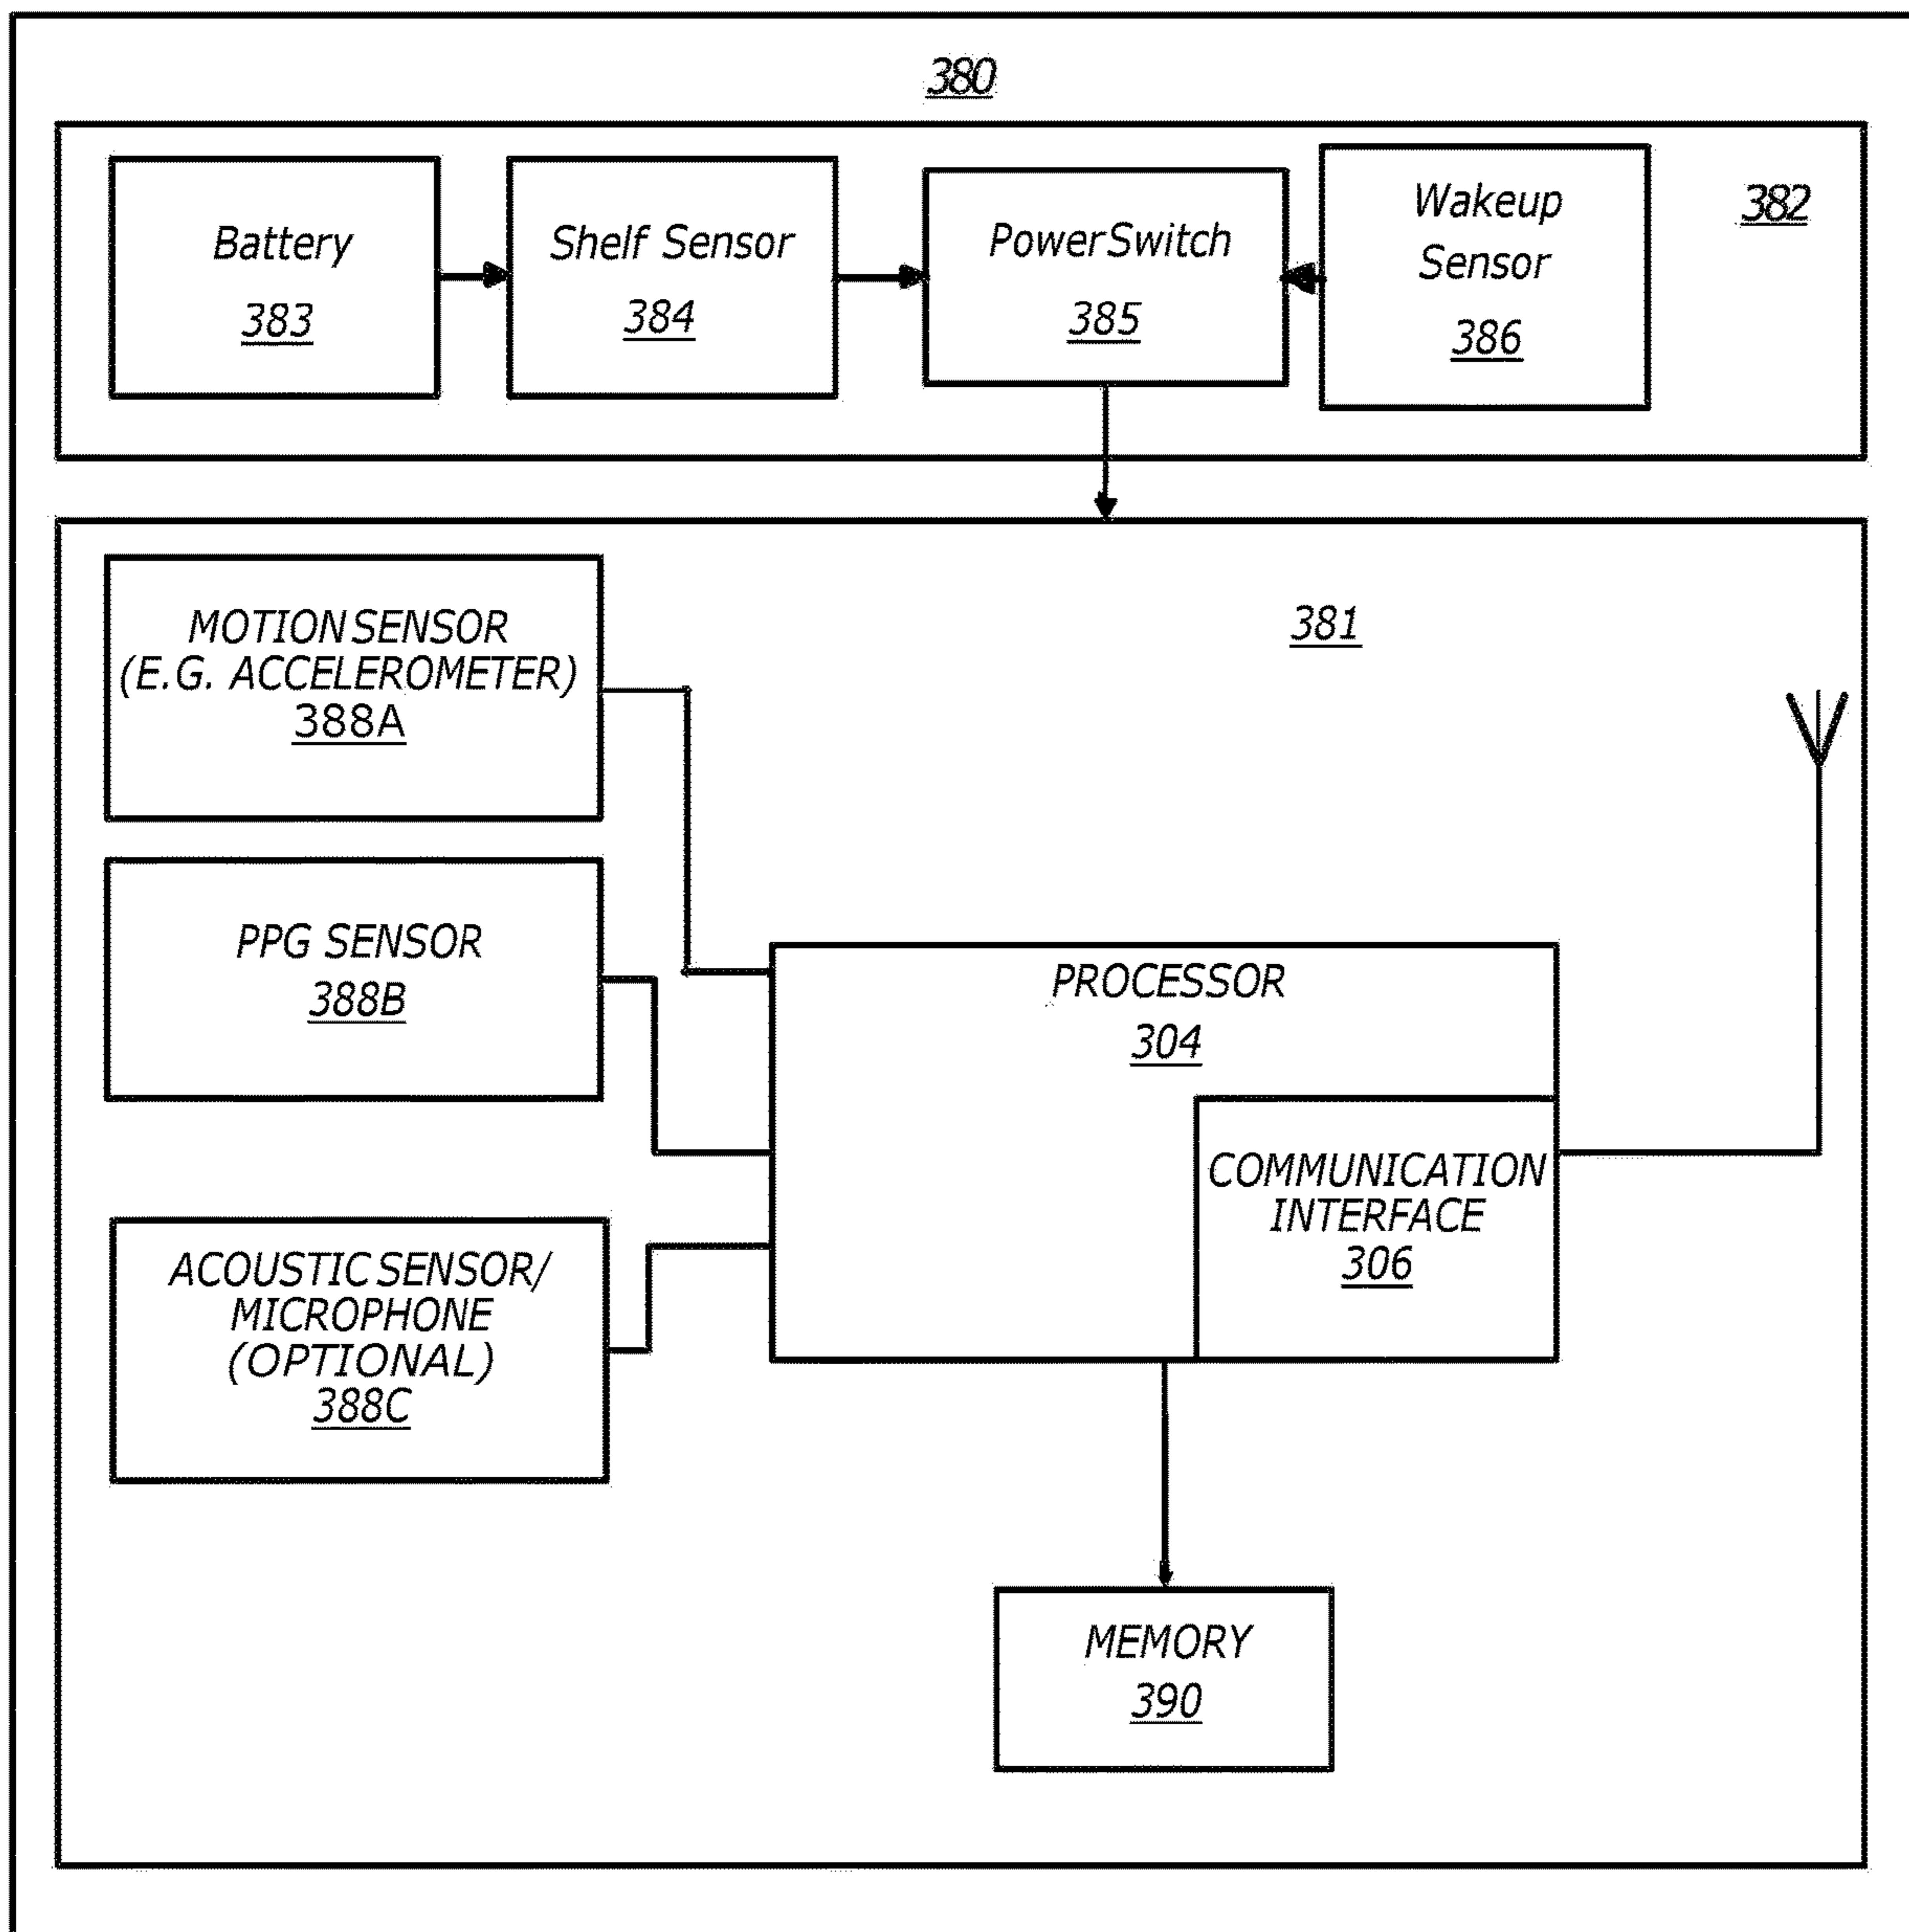 380
Battery
383
Shelf Sensor
384
PowerSwitch
385
Wakeup
Sensor
386
382
MOTION SENSOR
(E.G. ACCELEROMETER)
388A
381
PPG SENSOR
388B
PROCESSOR
304
COMMUNICATION
INTERFACE
306
ACOUSTIC SENSOR/
MICROPHONE
(OPTIONAL)
388C
MEMORY
390